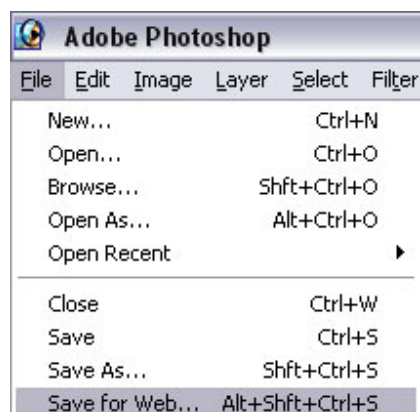 Adobe Photoshop
File Edit Image Layer Select Filter
New... Ctrl+N
Open... Ctrl+O
Browse... Shft+Ctrl+O
Open As... Alt+Ctrl+O
Open Recent
Close Ctrl+W
Save Ctrl+S
Save As... Shft+Ctrl+S
Save for Web... Alt+Shft+Ctrl+S